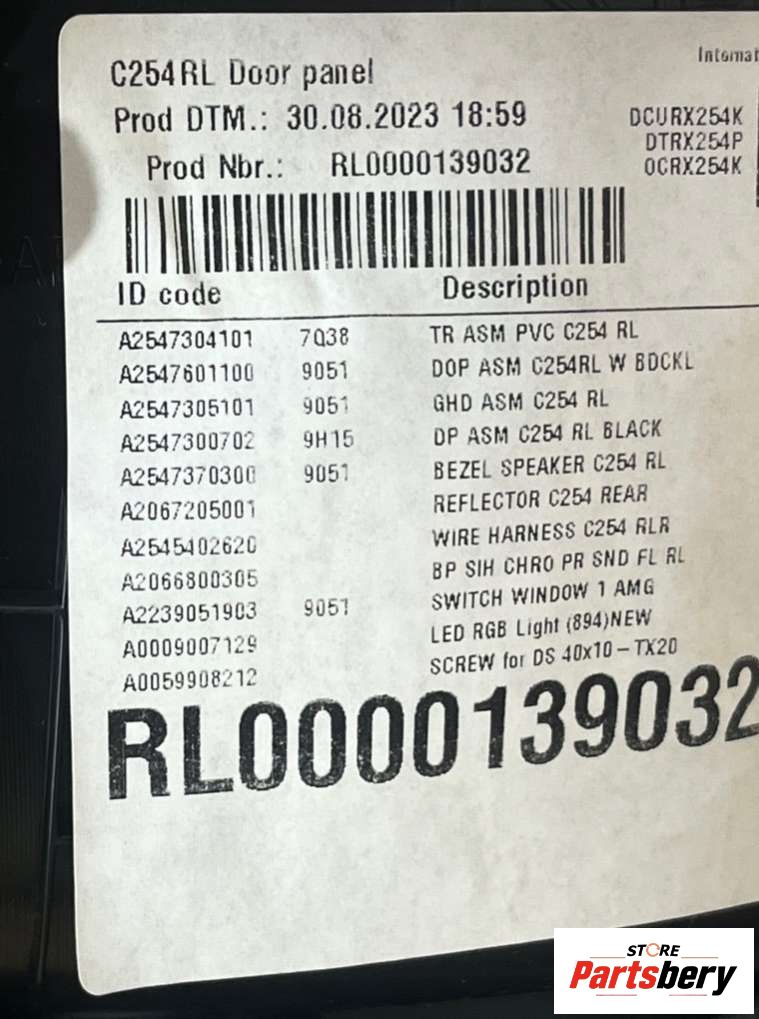 Internat
C254 RL Door panel
Prod DTM.: 30.08.2023 18:59
DCURX254K
DTRX254P
OCRX254K
Prod Nbr.: RL0000139032
ID code Description
A2547304101 7Q38 TR ASM PVC C254 RL
A2547601100 9051 DOP ASM C254RL W BDCKL
A2547305101 9051 GHD ASM C254 RL
A2547300702 9H15 DP ASM C254 RL BLACK
A2547370300 9051 BEZEL SPEAKER C254 RL
A2067205001 REFLECTOR C254 REAR
A2545402620 WIRE HARNESS C254 RLR
A2066800305 BP SIH CHRO PR SND FL RL
A2239051903 9051 SWITCH WINDOW 1 AMG
A0009007129 LED RGB Light (894)NEW
A0059908212 SCREW for DS 40x10-TX20
RL0000139032
STORE
Partsbery